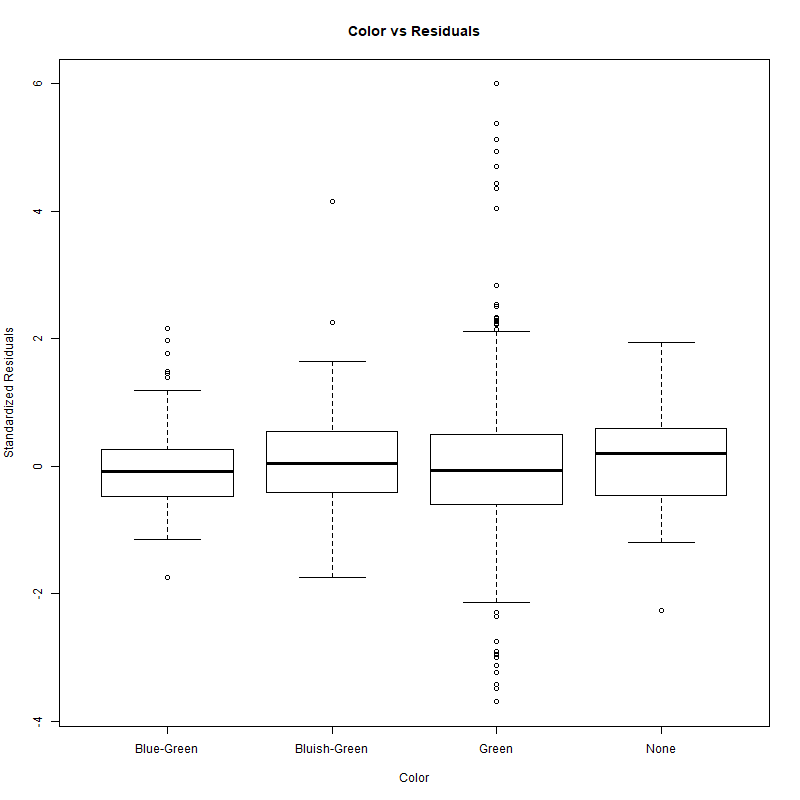 Color vs Residuals
Standardized Residuals
6
4
2
0
-2
-4
Blue-Green
Bluish-Green
Green
None
Color